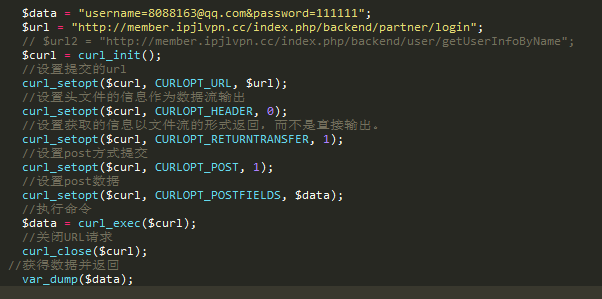 $data = "username=8088163@qq.com&password=111111";
$url = "http://member.ipjlvpn.cc/index.php/backend/partner/login";
// $url2 = "http://member.ipjlvpn.cc/index.php/backend/user/getUserInfoByName";
$curl = curl_init();
//设置提交的url
curl_setopt($curl, CURLOPT_URL, $url);
//设置头文件的信息作为数据流输出
curl_setopt($curl, CURLOPT_HEADER, 0);
//设置获取的信息以文件流的形式返回，而不是直接输出。
curl_setopt($curl, CURLOPT_RETURNTRANSFER, 1);
//设置post方式提交
curl_setopt($curl, CURLOPT_POST, 1);
//设置post数据
curl_setopt($curl, CURLOPT_POSTFIELDS, $data);
//执行命令
$data = curl_exec($curl);
//关闭URL请求
curl_close($curl);
//获得数据并返回
var_dump($data);